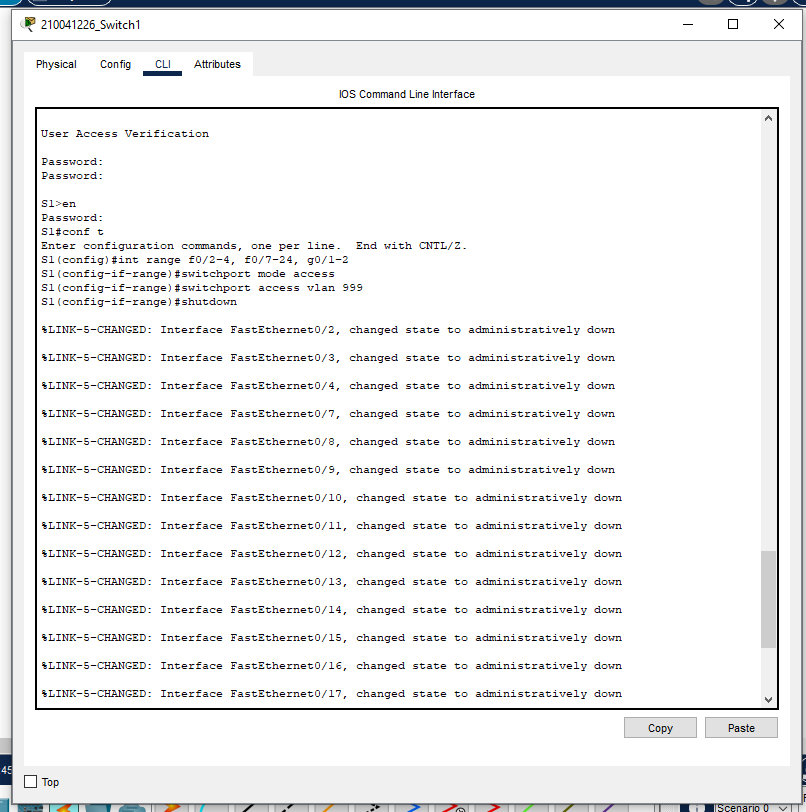 210041226_Switch1
Physical Config CLI Attributes
IOS Command Line Interface
User Access Verification
Password:
Password:
S1>en
Password:
S1#conf t
Enter configuration commands, one per line.  End with CNTL/Z.
S1(config)#int range f0/2-4, f0/7-24, g0/1-2
S1(config-if-range)#switchport mode access
S1(config-if-range)#switchport access vlan 999
S1(config-if-range)#shutdown
%LINK-5-CHANGED: Interface FastEthernet0/2, changed state to administratively down
%LINK-5-CHANGED: Interface FastEthernet0/3, changed state to administratively down
%LINK-5-CHANGED: Interface FastEthernet0/4, changed state to administratively down
%LINK-5-CHANGED: Interface FastEthernet0/7, changed state to administratively down
%LINK-5-CHANGED: Interface FastEthernet0/8, changed state to administratively down
%LINK-5-CHANGED: Interface FastEthernet0/9, changed state to administratively down
%LINK-5-CHANGED: Interface FastEthernet0/10, changed state to administratively down
%LINK-5-CHANGED: Interface FastEthernet0/11, changed state to administratively down
%LINK-5-CHANGED: Interface FastEthernet0/12, changed state to administratively down
%LINK-5-CHANGED: Interface FastEthernet0/13, changed state to administratively down
%LINK-5-CHANGED: Interface FastEthernet0/14, changed state to administratively down
%LINK-5-CHANGED: Interface FastEthernet0/15, changed state to administratively down
%LINK-5-CHANGED: Interface FastEthernet0/16, changed state to administratively down
%LINK-5-CHANGED: Interface FastEthernet0/17, changed state to administratively down
Copy Paste
45
Top
Scenario 0